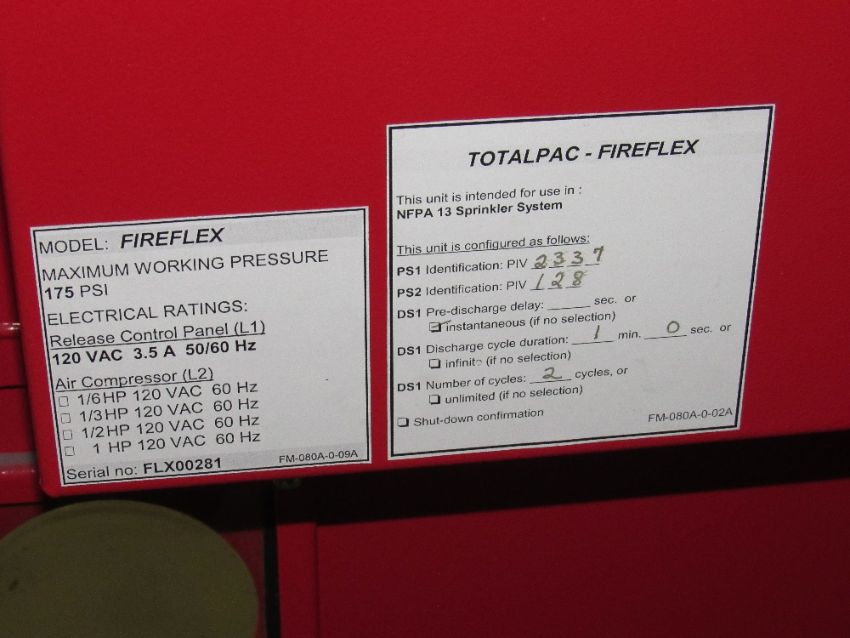 MODEL: FIREFLEX
MAXIMUM WORKING PRESSURE
175 PSI
ELECTRICAL RATINGS:
Release Control Panel (L1)
120 VAC 3.5 A 50/60 Hz
Air Compressor (L2)
☐ 1/6 HP 120 VAC 60 Hz
☐ 1/3 HP 120 VAC 60 Hz
☐ 1/2 HP 120 VAC 60 Hz
☐ 1 HP 120 VAC 60 Hz
Serial no: FLX00281
FM-080A-0-09A
TOTALPAC - FIREFLEX
This unit is intended for use in :
NFPA 13 Sprinkler System
This unit is configured as follows:
PS1 Identification: PIV 2337
PS2 Identification: PIV 128
DS1 Pre-discharge delay: ______ sec. or
☑ instantaneous (if no selection)
DS1 Discharge cycle duration: 1 min. 0 sec. or
☐ infinite (if no selection)
DS1 Number of cycles: 2 cycles, or
☐ unlimited (if no selection)
☐ Shut-down confirmation
FM-080A-0-02A